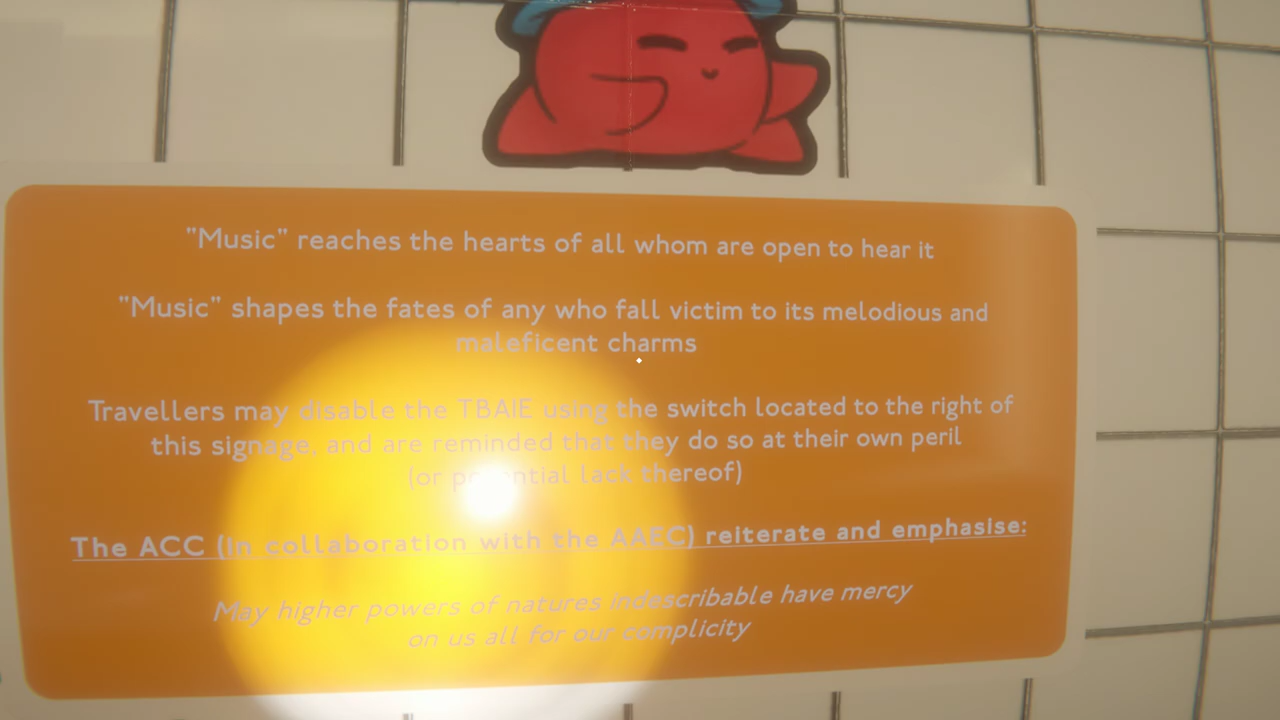 "Music" reaches the hearts of all whom are open to hear it
"Music" shapes the fates of any who fall victim to its melodious and
maleficent charms
Travellers may disable the TBAIE using the switch located to the right of
this signage, and are reminded that they do so at their own peril
(or potential lack thereof)
The ACC (in collaboration with the AAEC) reiterate and emphasise:
May higher powers of natures indescribable have mercy
on us all for our complicity